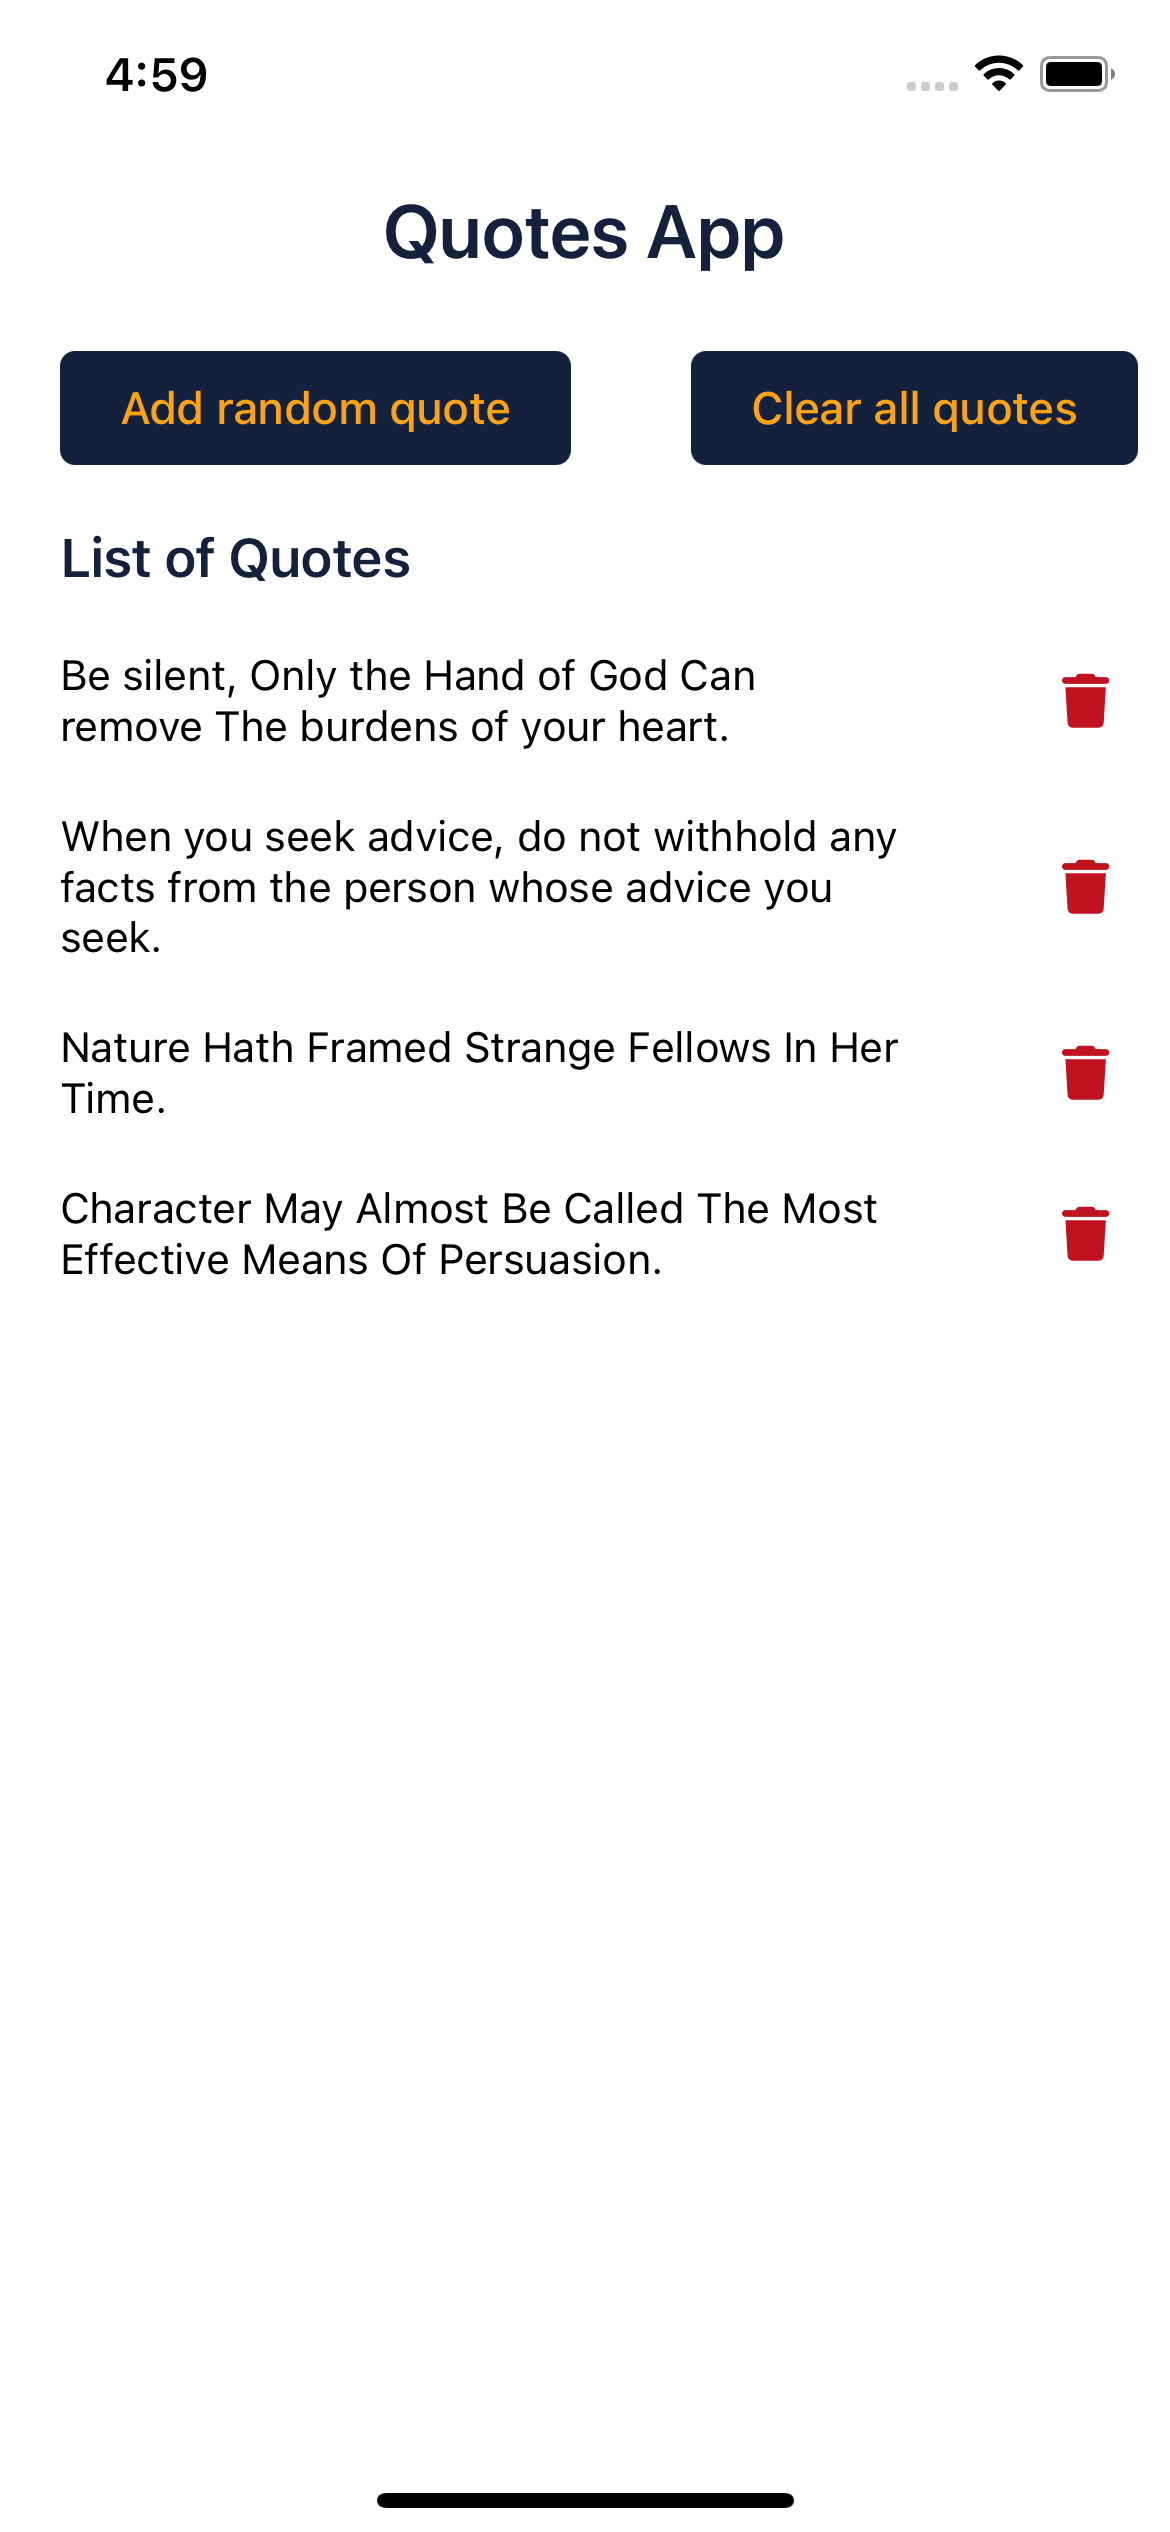 4:59
Quotes App
Add random quote
Clear all quotes
List of Quotes
Be silent, Only the Hand of God Can
remove The burdens of your heart.
When you seek advice, do not withhold any
facts from the person whose advice you
seek.
Nature Hath Framed Strange Fellows In Her
Time.
Character May Almost Be Called The Most
Effective Means Of Persuasion.